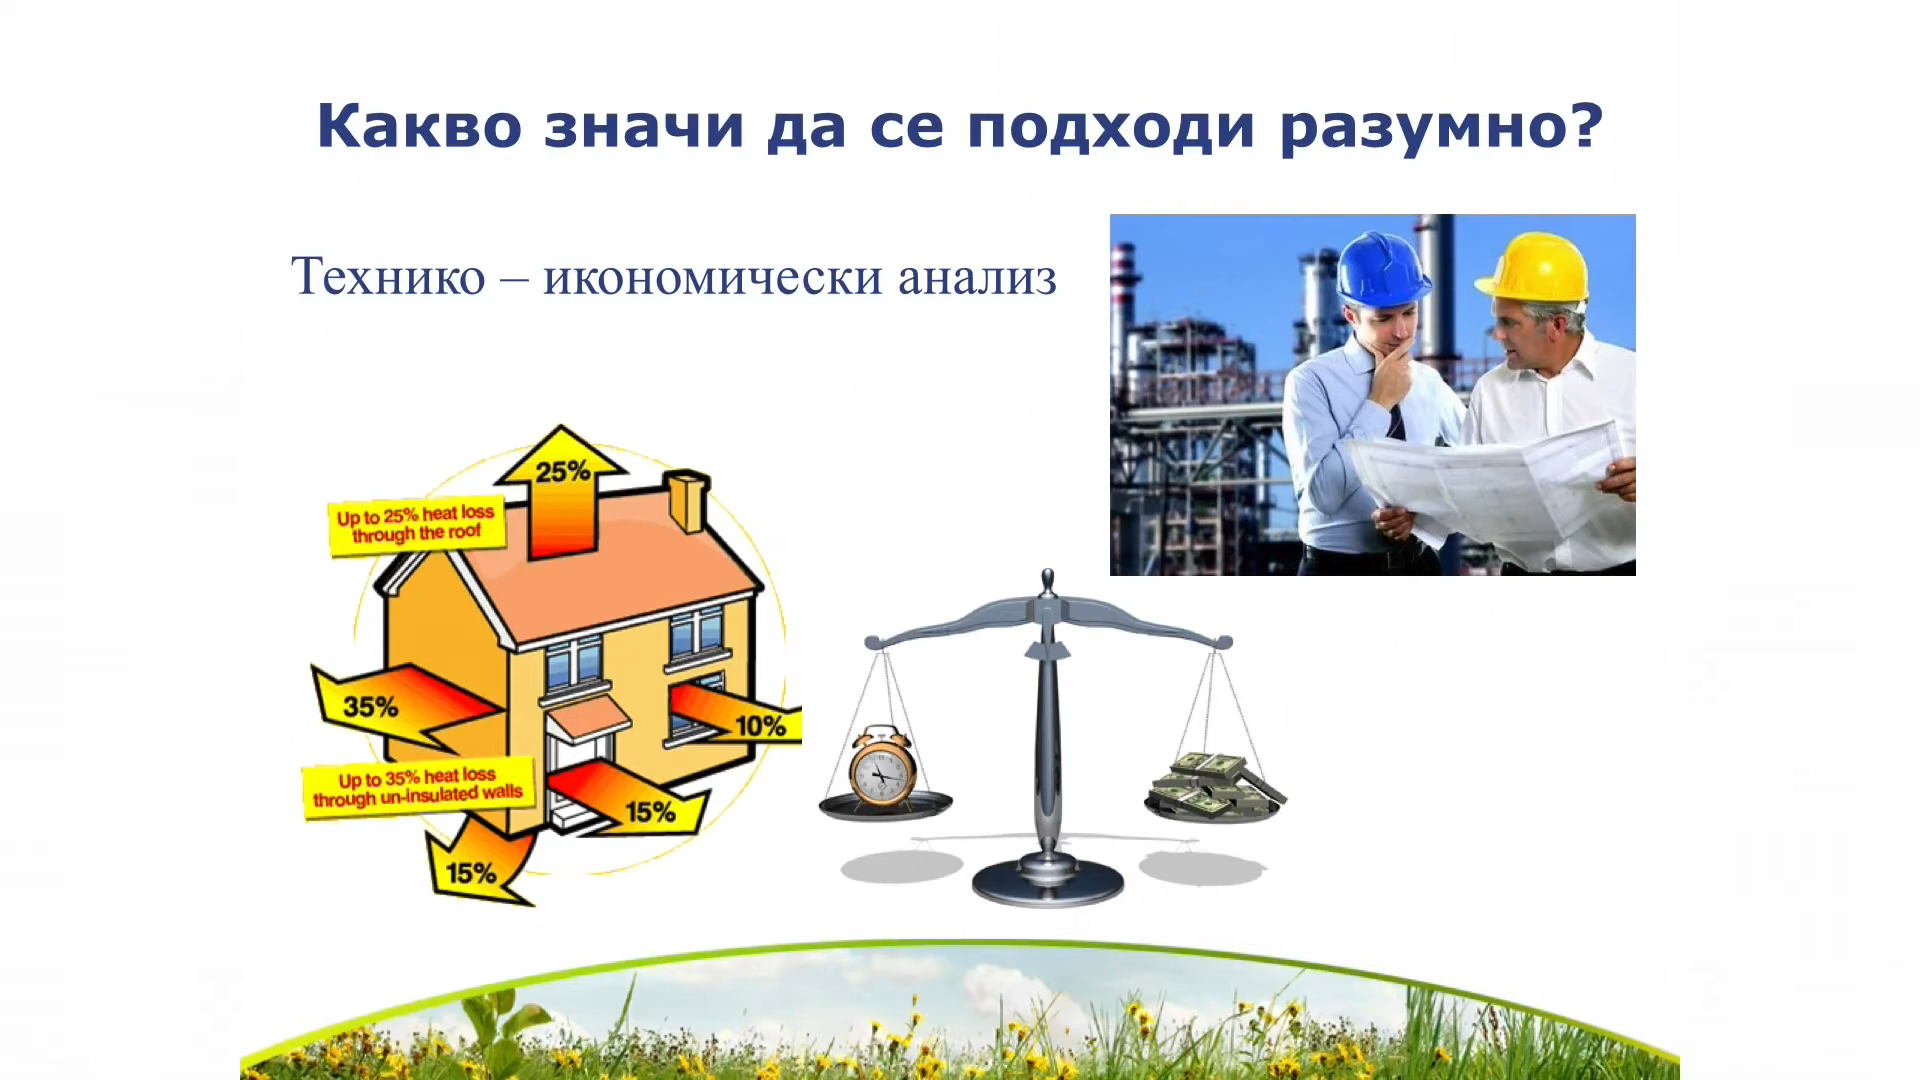 Какво значи да се подходи разумно?
Технико – икономически анализ
25%
Up to 25% heat loss
through the roof
35%
10%
Up to 35% heat loss
through un-insulated walls
15%
15%